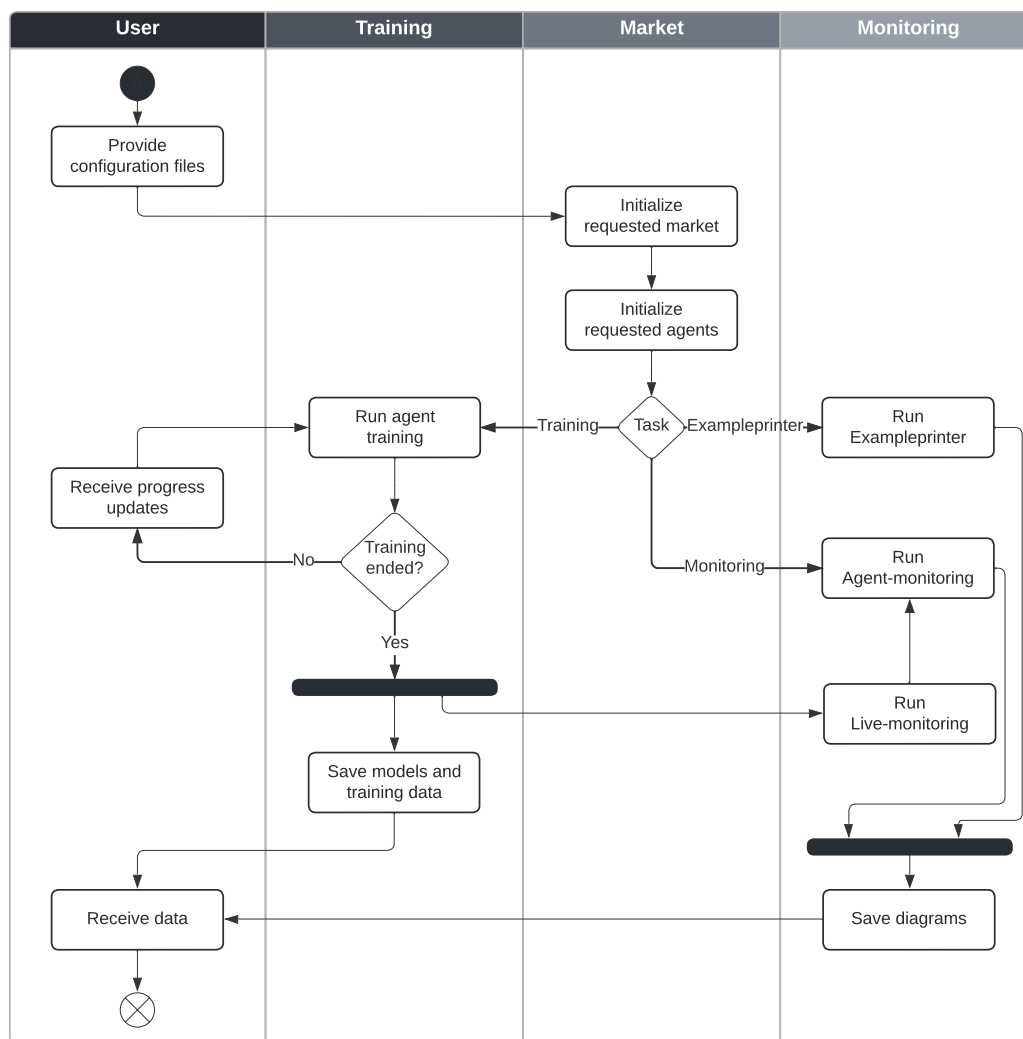 User
Training
Market
Monitoring
Provide
configuration files
Initialize
requested market
Initialize
requested agents
Run agent
training
Training
Task
Exampleprinter
Run
Exampleprinter
Receive progress
updates
Training
ended?
No
Monitoring
Run
Agent-monitoring
Yes
Run
Live-monitoring
Save models and
training data
Receive data
Save diagrams